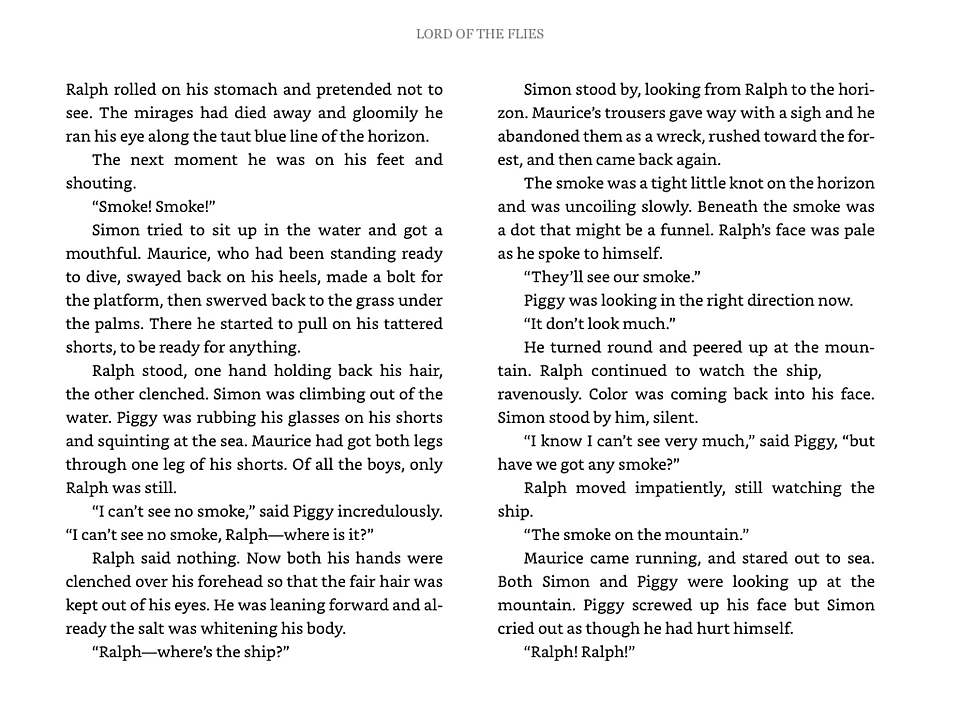 LORD OF THE FLIES
Ralph rolled on his stomach and pretended not to
see. The mirages had died away and gloomily he
ran his eye along the taut blue line of the horizon.
The next moment he was on his feet and
shouting.
“Smoke! Smoke!”
Simon tried to sit up in the water and got a
mouthful. Maurice, who had been standing ready
to dive, swayed back on his heels, made a bolt for
the platform, then swerved back to the grass under
the palms. There he started to pull on his tattered
shorts, to be ready for anything.
Ralph stood, one hand holding back his hair,
the other clenched. Simon was climbing out of the
water. Piggy was rubbing his glasses on his shorts
and squinting at the sea. Maurice had got both legs
through one leg of his shorts. Of all the boys, only
Ralph was still.
“I can’t see no smoke,” said Piggy incredulously.
“I can’t see no smoke, Ralph—where is it?”
Ralph said nothing. Now both his hands were
clenched over his forehead so that the fair hair was
kept out of his eyes. He was leaning forward and al-
ready the salt was whitening his body.
“Ralph—where’s the ship?”
Simon stood by, looking from Ralph to the hori-
zon. Maurice’s trousers gave way with a sigh and he
abandoned them as a wreck, rushed toward the for-
est, and then came back again.
The smoke was a tight little knot on the horizon
and was uncoiling slowly. Beneath the smoke was
a dot that might be a funnel. Ralph’s face was pale
as he spoke to himself.
“They’ll see our smoke.”
Piggy was looking in the right direction now.
“It don’t look much.”
He turned round and peered up at the moun-
tain. Ralph continued to watch the ship,
ravenously. Color was coming back into his face.
Simon stood by him, silent.
“I know I can’t see very much,” said Piggy, “but
have we got any smoke?”
Ralph moved impatiently, still watching the
ship.
“The smoke on the mountain.”
Maurice came running, and stared out to sea.
Both Simon and Piggy were looking up at the
mountain. Piggy screwed up his face but Simon
cried out as though he had hurt himself.
“Ralph! Ralph!”